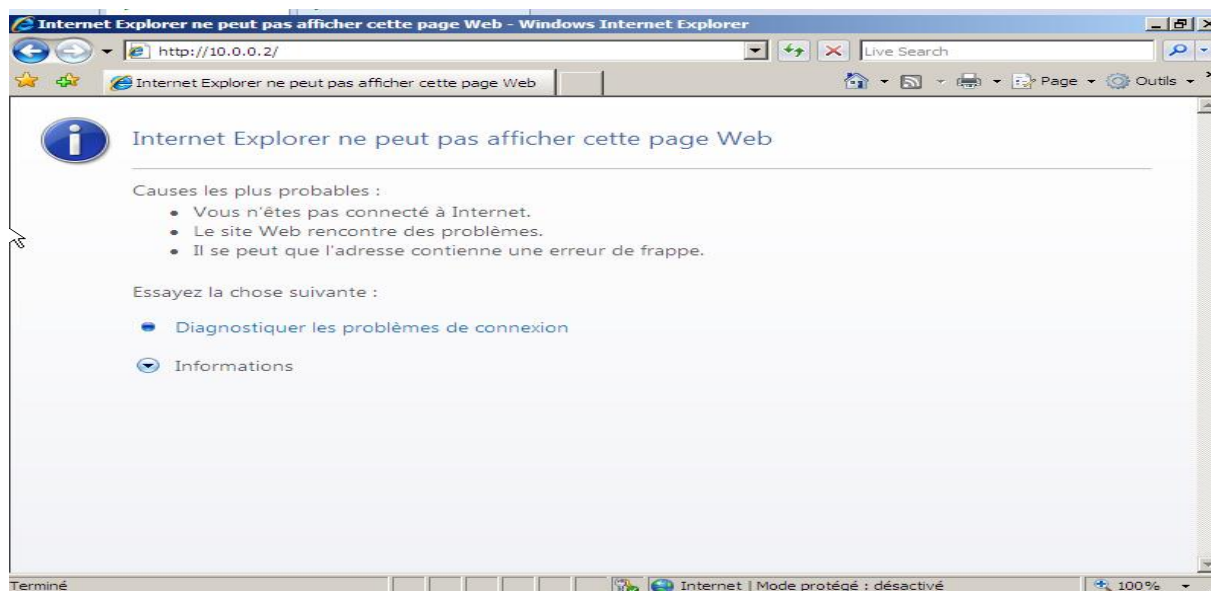 Internet Explorer ne peut pas afficher cette page Web - Windows Internet Explorer
http://10.0.0.2/
Live Search
Internet Explorer ne peut pas afficher cette page Web
Page
Outils
Internet Explorer ne peut pas afficher cette page Web
Causes les plus probables :
• Vous n'êtes pas connecté à Internet.
• Le site Web rencontre des problèmes.
• Il se peut que l'adresse contienne une erreur de frappe.
Essayez la chose suivante :
Diagnostiquer les problèmes de connexion
Informations
Terminé
Internet | Mode protégé : désactivé
100%